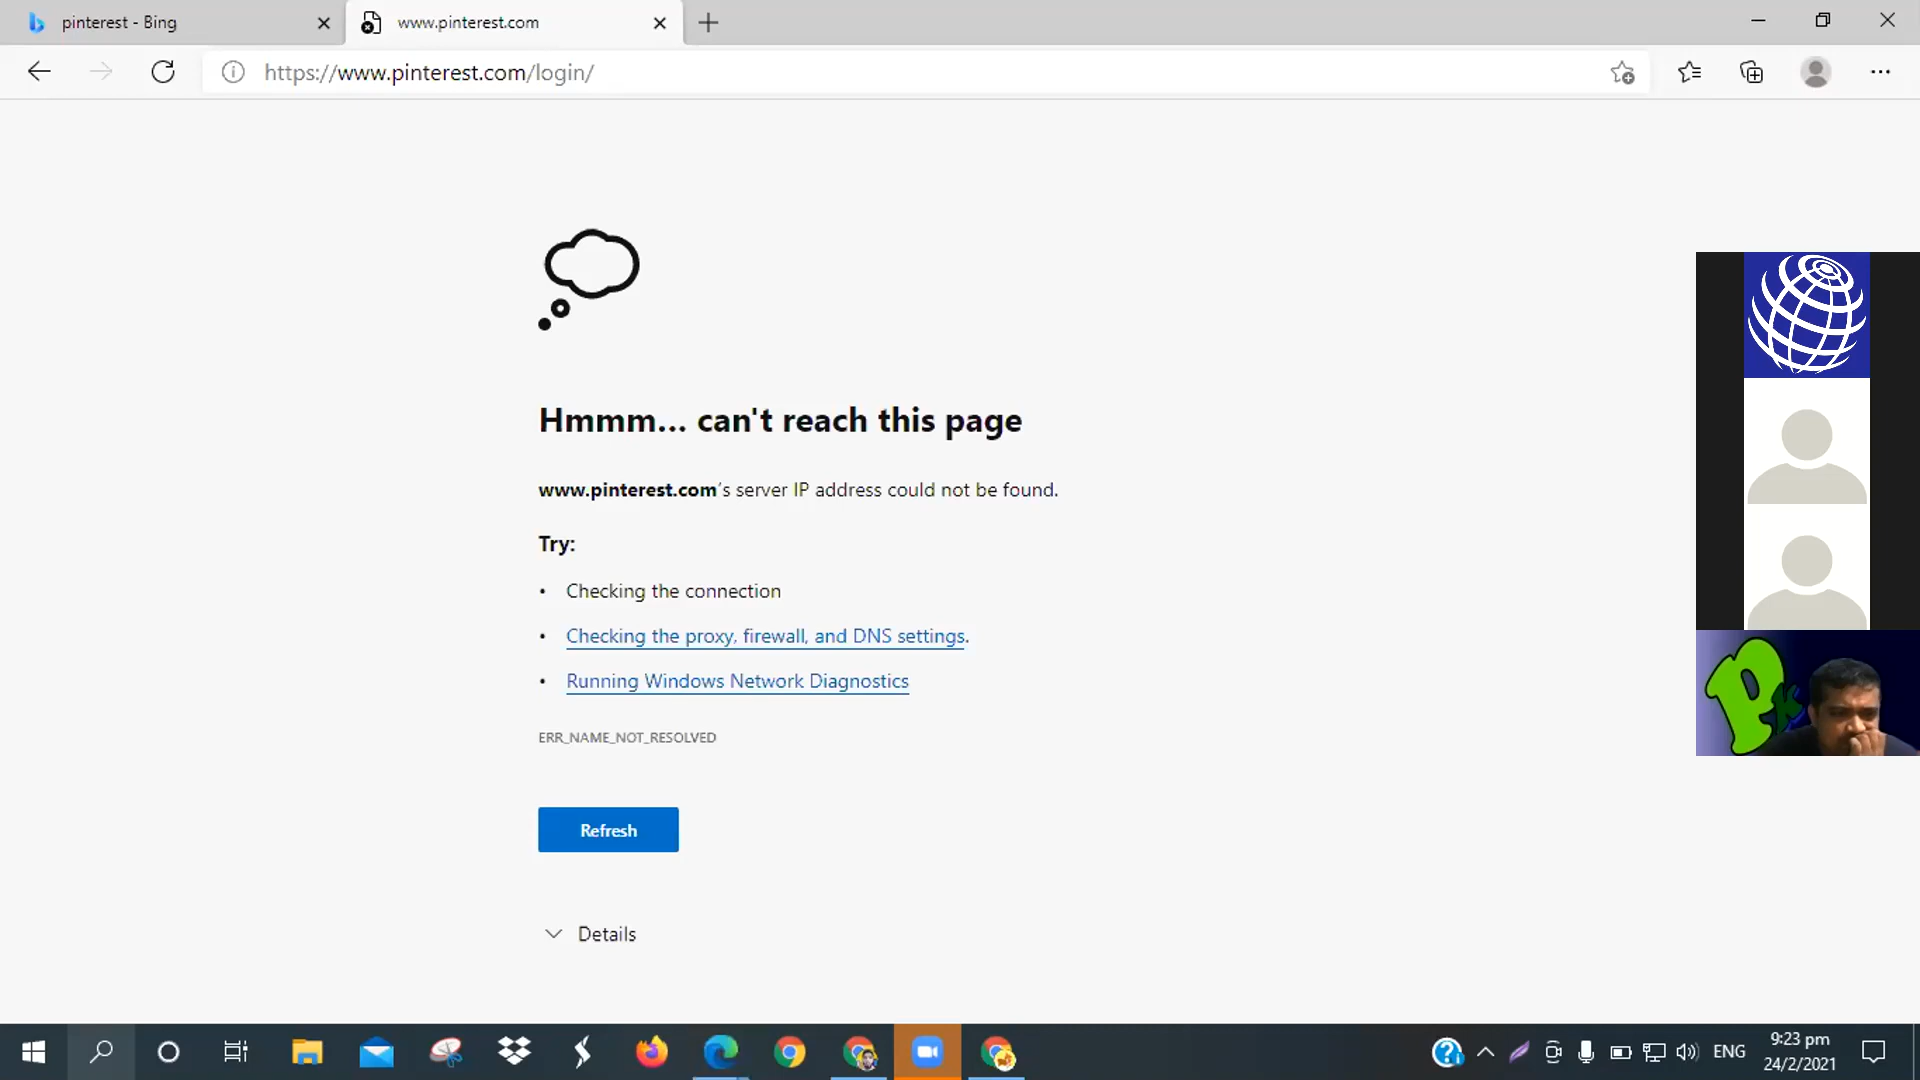 pinterest - Bing
www.pinterest.com
https://www.pinterest.com/login/
Hmmm... can't reach this page
www.pinterest.com's server IP address could not be found.
Try:
• Checking the connection
• Checking the proxy, firewall, and DNS settings.
• Running Windows Network Diagnostics
ERR_NAME_NOT_RESOLVED
Refresh
Details
PK
ENG
9:23 pm
24/2/2021